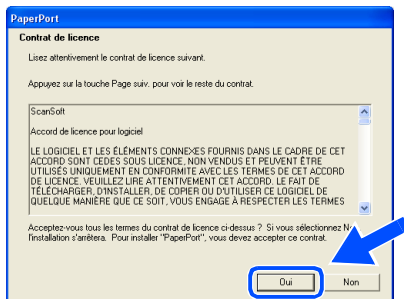 PaperPort
Contrat de licence
Lisez attentivement le contrat de licence suivant.
Appuyez sur la touche Page suiv. pour voir le reste du contrat.
ScanSoft
Accord de licence pour logiciel
LE LOGICIEL ET LES ÉLÉMENTS CONNEXES FOURNIS DANS LE CADRE DE CET
ACCORD SONT CEDES SOUS LICENCE, NON VENDUS ET PEUVENT ÊTRE
UTILISÉS UNIQUEMENT EN CONFORMITE AVEC LES TERMES DE CET ACCORD
DE LICENCE. VEUILLEZ LIRE ATTENTIVEMENT CET ACCORD. LE FAIT DE
TÉLÉCHARGER, D'INSTALLER, DE COPIER OU D'UTILISER CE LOGICIEL DE
QUELQUE MANIÈRE QUE CE SOIT, VOUS ENGAGE À RESPECTER LES TERMES
Acceptez-vous tous les termes du contrat de licence ci-dessus ? Si vous sélectionnez
l'installation s'arrêtera. Pour installer "PaperPort", vous devez accepter ce contrat.
Oui
Non